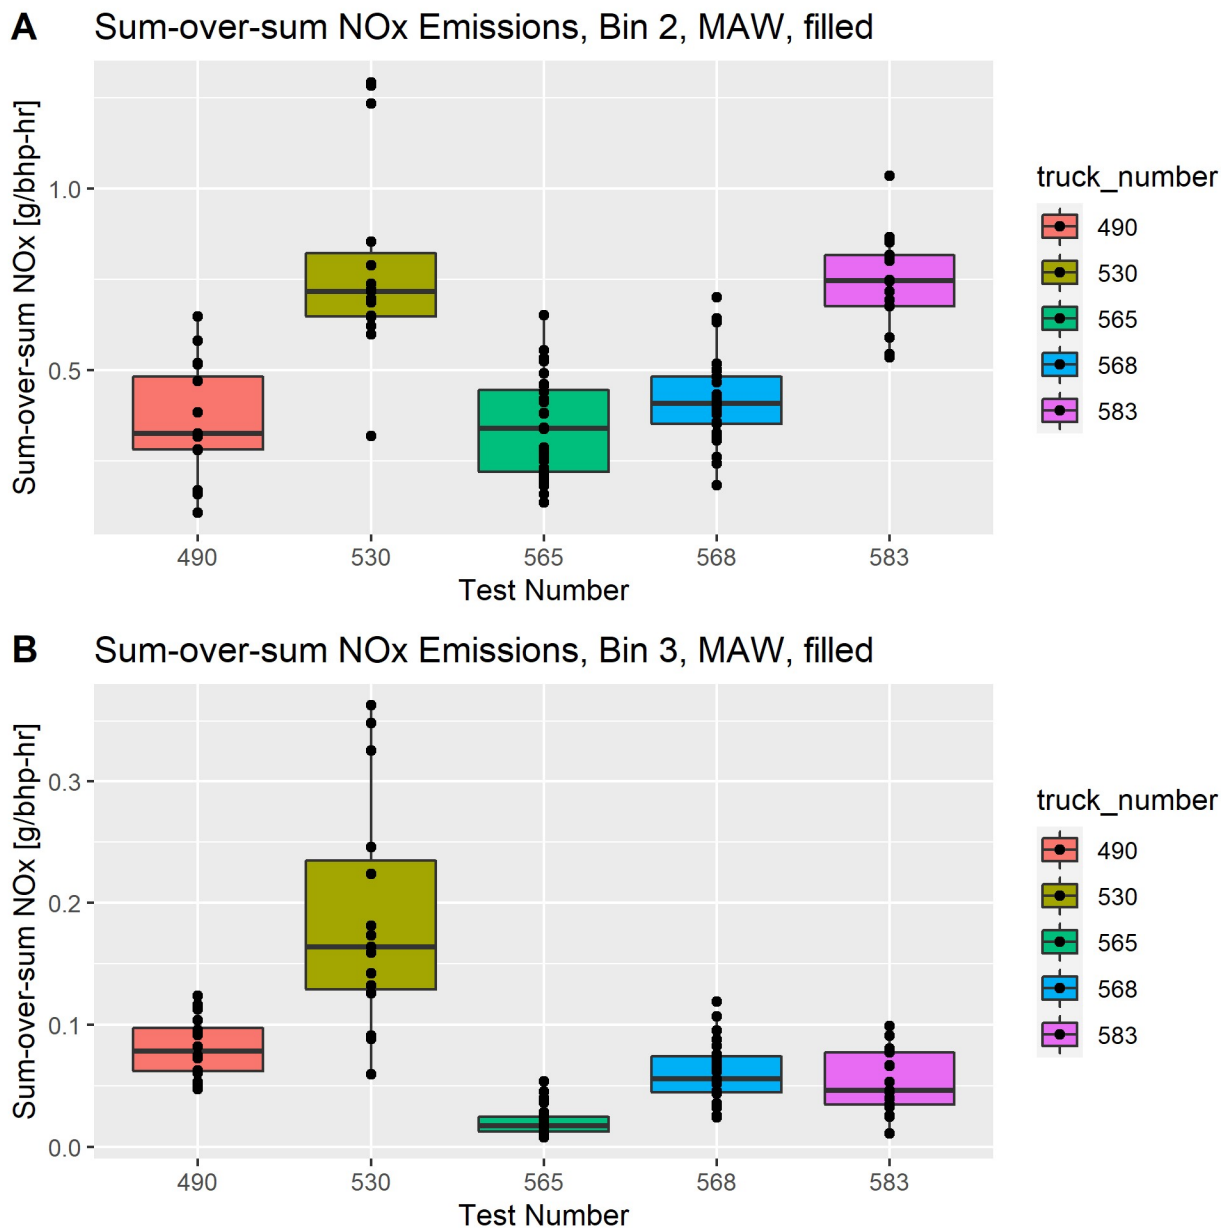 A Sum-over-sum NOx Emissions, Bin 2, MAW, filled
Sum-over-sum NOx [g/bhp-hr]
1.0
0.5
490 530 565 568 583
Test Number
truck_number
490
530
565
568
583
B Sum-over-sum NOx Emissions, Bin 3, MAW, filled
Sum-over-sum NOx [g/bhp-hr]
0.3
0.2
0.1
0.0
490 530 565 568 583
Test Number
truck_number
490
530
565
568
583